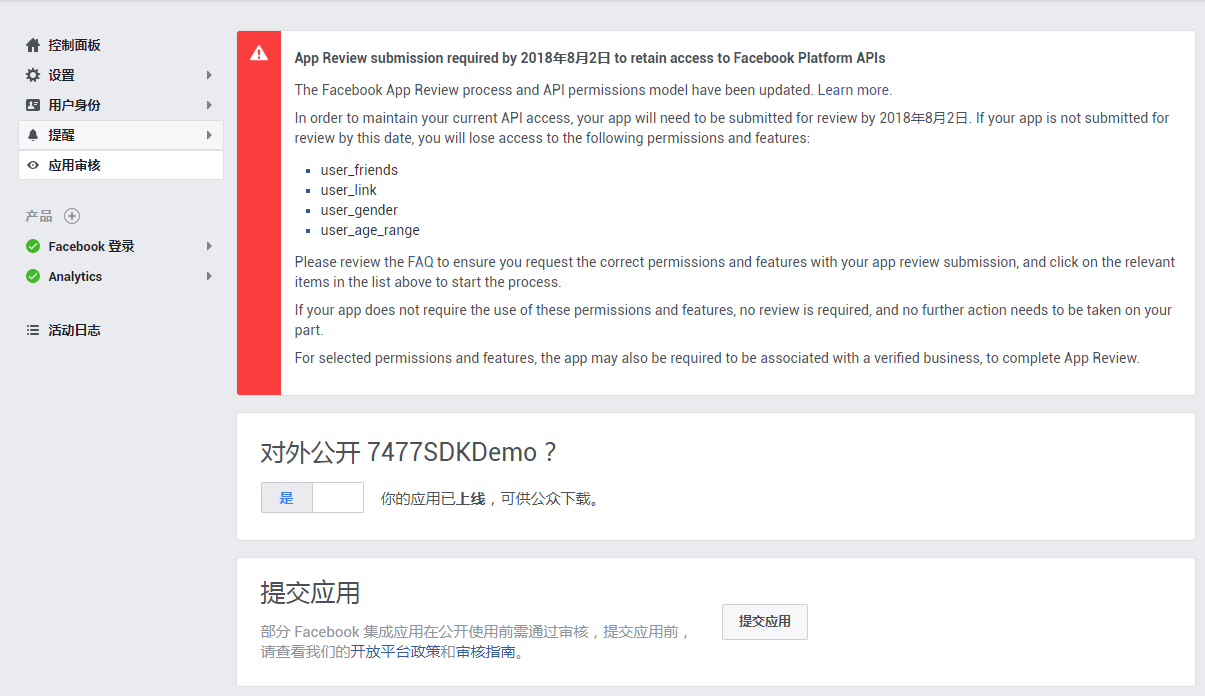 控制面板
设置
用户身份
提醒
应用审核
产品
Facebook 登录
Analytics
活动日志
App Review submission required by 2018年8月2日 to retain access to Facebook Platform APIs
The Facebook App Review process and API permissions model have been updated. Learn more.
In order to maintain your current API access, your app will need to be submitted for review by 2018年8月2日. If your app is not submitted for
review by this date, you will lose access to the following permissions and features:
user_friends
user_link
user_gender
user_age_range
Please review the FAQ to ensure you request the correct permissions and features with your app review submission, and click on the relevant
items in the list above to start the process.
If your app does not require the use of these permissions and features, no review is required, and no further action needs to be taken on your
part.
For selected permissions and features, the app may also be required to be associated with a verified business, to complete App Review.
对外公开 7477SDKDemo？
是
你的应用已上线，可供公众下载。
提交应用
部分 Facebook 集成应用在公开使用前需通过审核，提交应用前，
请查看我们的开放平台政策和审核指南。
提交应用